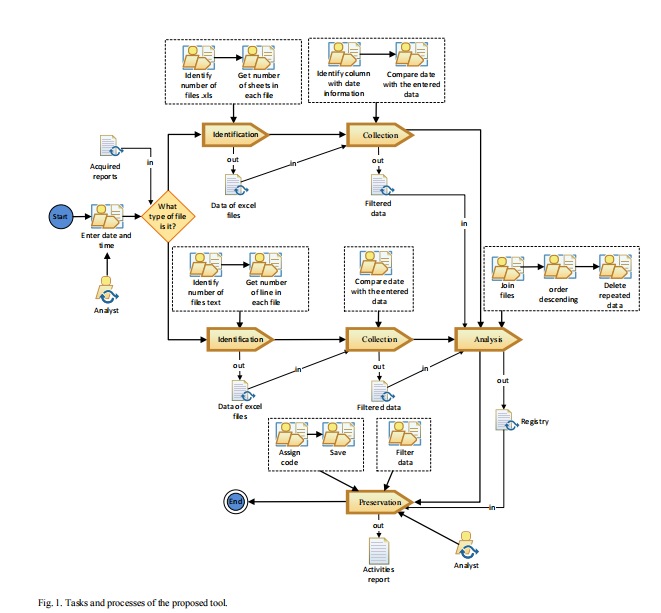 Identify
number of
files .xls
Get number
of sheets in
each file
Identify column
with date
information
Compare date
with the entered
data
Identification
Collection
out
in
out
Acquired
reports
in
Data of excel
files
Filtered
data
What
type of file
is it?
Start
Enter date and
time
in
Analyst
Identify
number of
files text
Get number
of line in
each file
Compare date
with the entered
data
Join
files
order
descending
Delete
repeated
data
Identification
Collection
Analysis
out
in
out
in
out
Data of excel
files
Filtered data
Registry
Assign
code
Save
Filter
data
End
Preservation
in
out
Activities
report
Analyst
Fig. 1. Tasks and processes of the proposed tool.